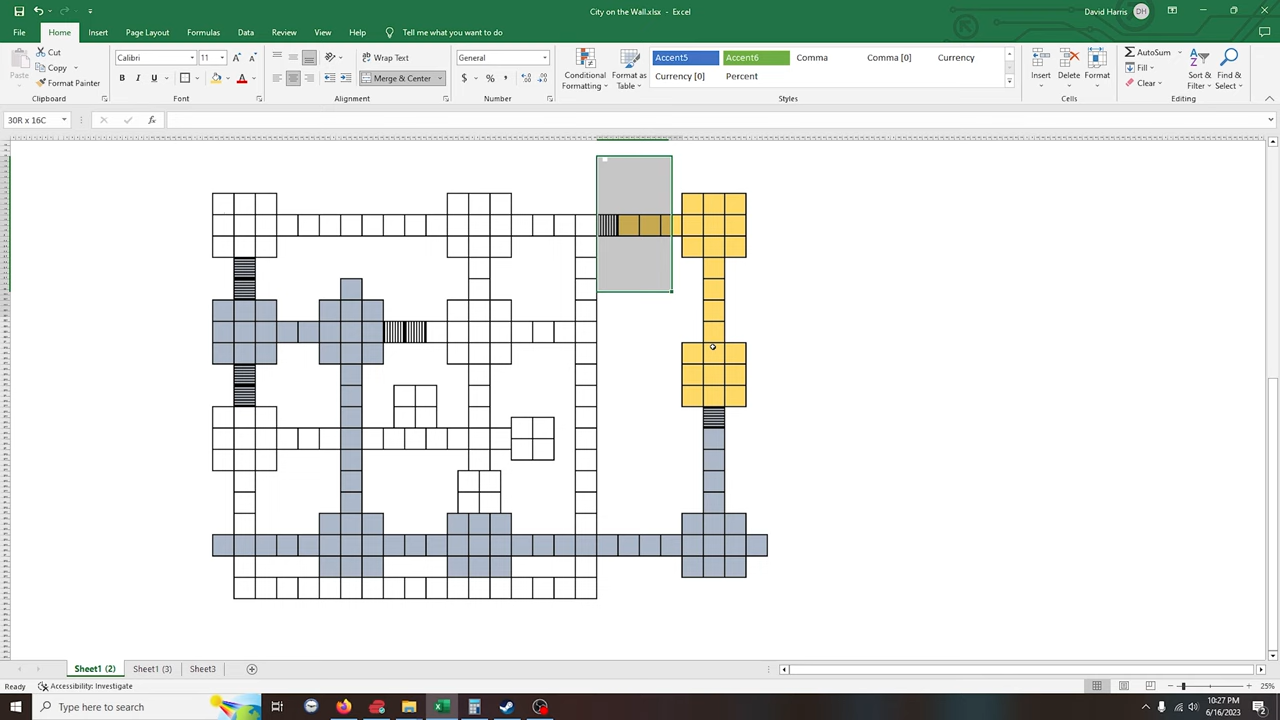 City on the Wall.xlsx - Excel
David Harris
DH
File
Home
Insert
Page Layout
Formulas
Data
Review
View
Help
Tell me what you want to do
Paste
Cut
Copy
Format Painter
Clipboard
Calibri
11
B I U
Font
Wrap Text
Merge & Center
Alignment
General
$ % ,
Number
Conditional Formatting
Format as Table
Accent5
Accent6
Comma
Comma [0]
Currency
Currency [0]
Percent
Styles
Insert
Delete
Format
Cells
AutoSum
Fill
Clear
Sort & Filter
Find & Select
Editing
30R x 16C
fx
Sheet1 (2)
Sheet1 (3)
Sheet3
Ready
Accessibility: Investigate
25%
Type here to search
10:27 PM
6/16/2023